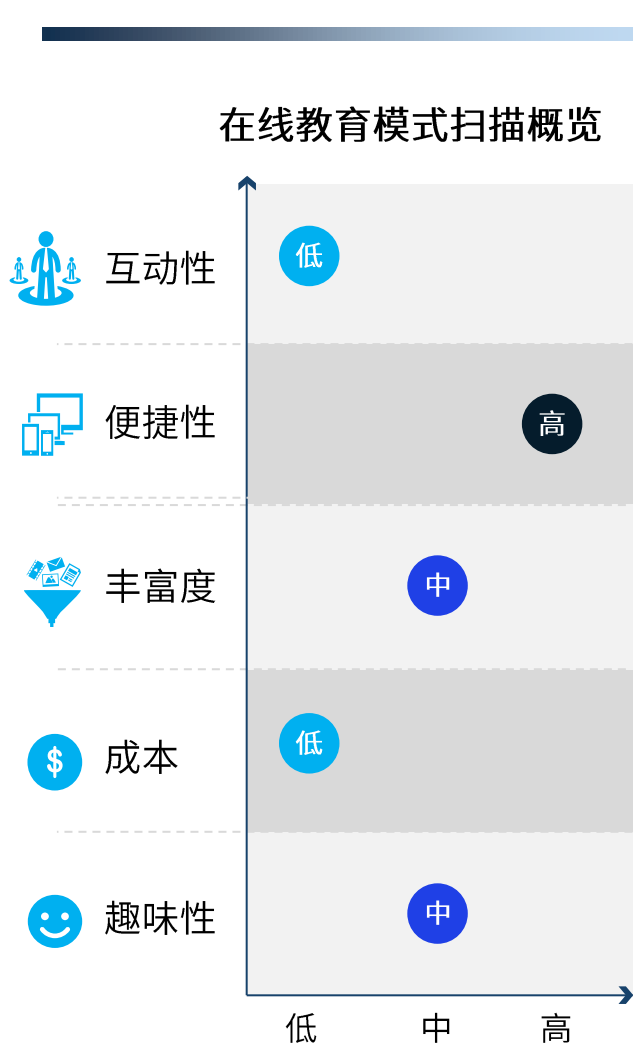 在线教育模式扫描概览
互动性
低
便捷性
高
丰富度
中
$
成本
低
趣味性
中
低 中 高